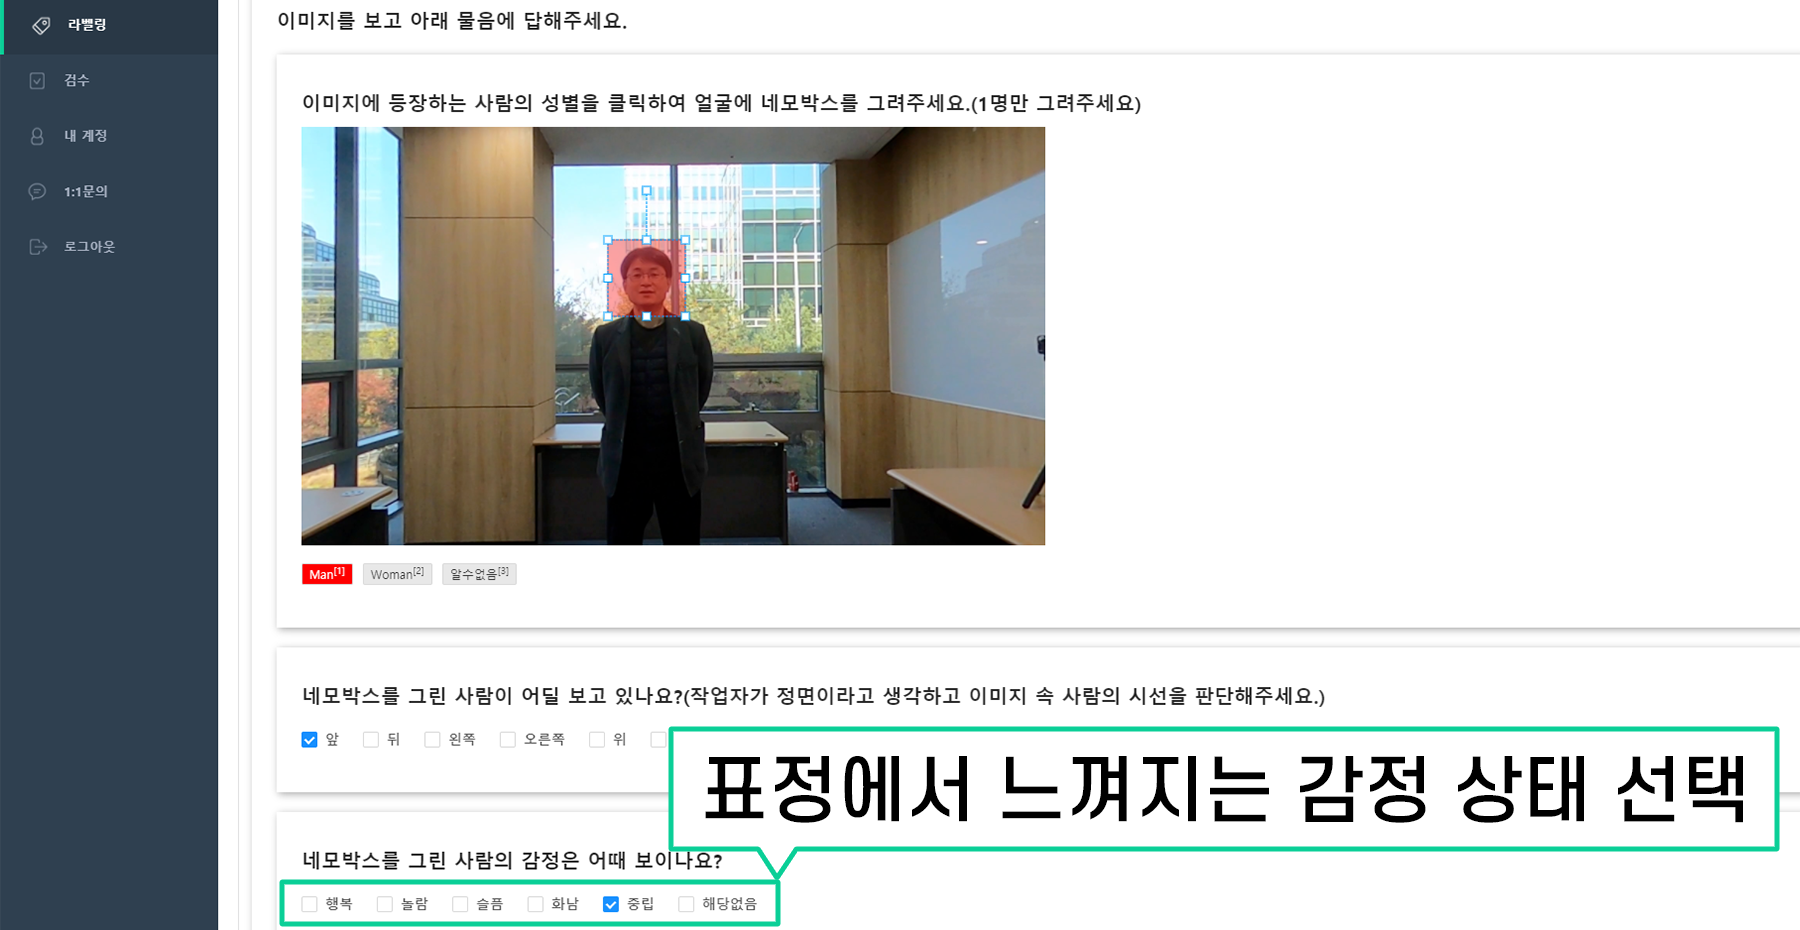 라벨링
검수
내 계정
1:1문의
로그아웃
이미지를 보고 아래 물음에 답해주세요.
이미지에 등장하는 사람의 성별을 클릭하여 얼굴에 네모박스를 그려주세요.(1명만 그려주세요)
Man[1] Woman[2] 알수없음[3]
네모박스를 그린 사람이 어딜 보고 있나요?(작업자가 정면이라고 생각하고 이미지 속 사람의 시선을 판단해주세요.)
앞 뒤 왼쪽 오른쪽 위
표정에서 느껴지는 감정 상태 선택
네모박스를 그린 사람의 감정은 어때 보이나요?
행복 놀람 슬픔 화남 중립 해당없음